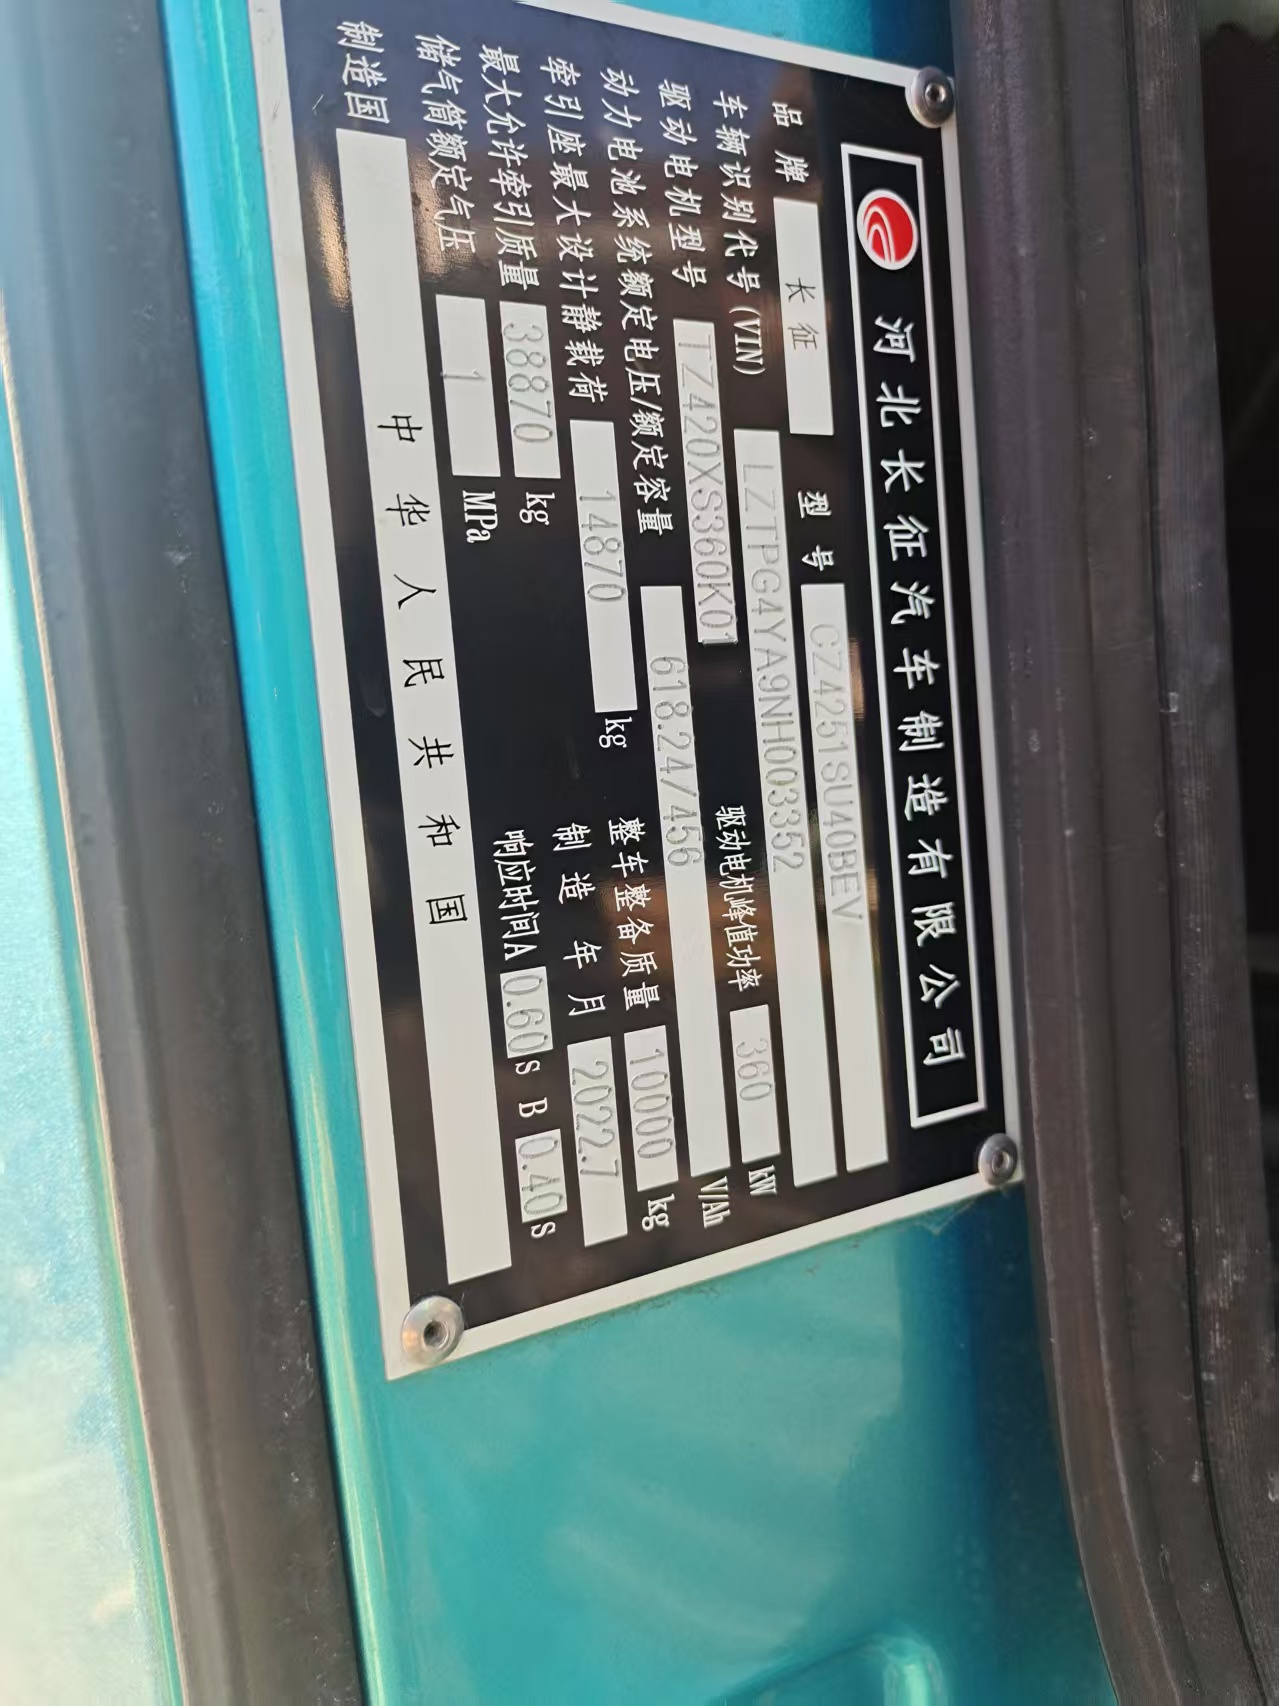 河北长征汽车制造有限公司
品牌 长征 型号 CZ4251SU40BEV
车辆识别代号(VIN) LZTPG4YA9NH003352
驱动电机型号 TZ420XS360K01 驱动电机峰值功率 360 kW
动力电池系统额定电压/额定容量 618.24/456 V/Ah
牵引座最大设计静载荷 14870 kg 整车整备质量 10000 kg
最大允许牵引质量 38870 kg 制造年月 2022.7
储气筒额定气压 1 MPa 响应时间A 0.60 s B 0.40 s
制造国 中华人民共和国